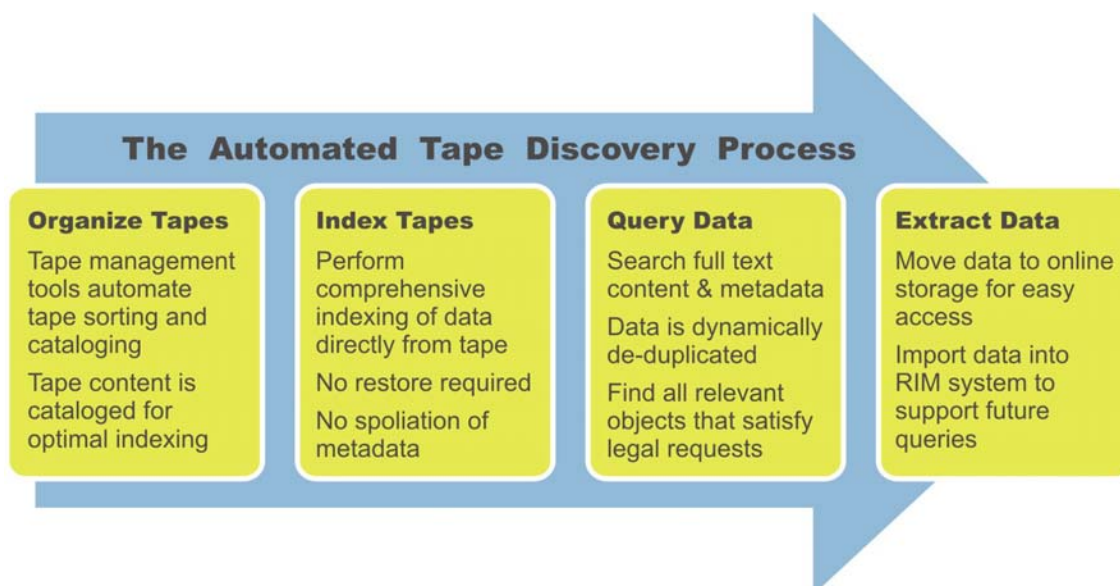 The Automated Tape Discovery Process
Organize Tapes
Tape management
tools automate
tape sorting and
cataloging
Tape content is
cataloged for
optimal indexing
Index Tapes
Perform
comprehensive
indexing of data
directly from tape
No restore required
No spoliation of
metadata
Query Data
Search full text
content & metadata
Data is dynamically
de-duplicated
Find all relevant
objects that satisfy
legal requests
Extract Data
Move data to online
storage for easy
access
Import data into
RIM system to
support future
queries